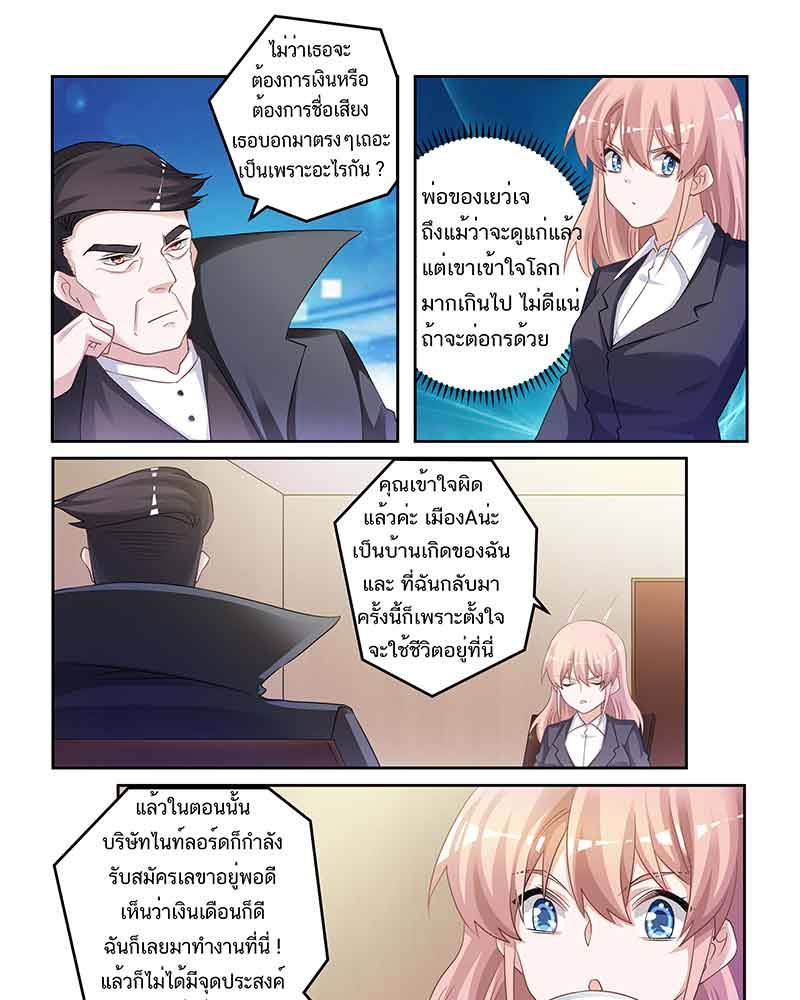 ไม่ว่าเธอจะ
ต้องการเงินหรือ
ต้องการชื่อเสียง
เธอบอกมาตรงๆเถอะ
เป็นเพราะอะไรกัน ?
พ่อของเยว่เจ
ถึงแม้ว่าจะดูแก่แล้ว
แต่เขาเข้าใจโลก
มากเกินไป ไม่ดีแน่
ถ้าจะต่อกรด้วย
คุณเข้าใจผิด
แล้วค่ะ เมืองAน่ะ
เป็นบ้านเกิดของฉัน
และ ที่ฉันกลับมา
ครั้งนี้ก็เพราะตั้งใจ
จะใช้ชีวิตอยู่ที่นี่
แล้วในตอนนั้น
บริษัทไนท์ลอร์ดก็กำลัง
รับสมัครเลขาอยู่พอดี
เห็นว่าเงินเดือนก็ดี
ฉันก็เลยมาทำงานที่นี่ !
แล้วก็ไม่ได้มีจุดประสงค์